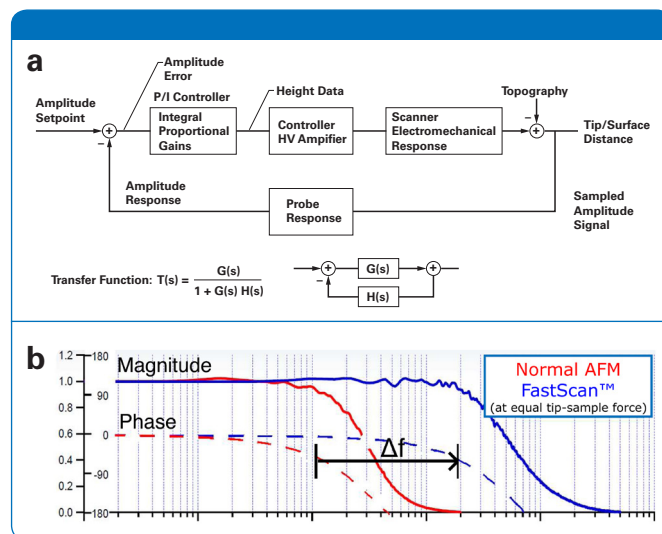 a
Amplitude
Error
P/I Controller
Height Data
Topography
Amplitude
Setpoint
+
−
Integral
Proportional
Gains
Controller
HV Ampifier
Scanner
Electromechanical
Response
−
+
Tip/Surface
Distance
Amplitude
Response
Probe
Response
Sampled
Amplitude
Signal
Transfer Function: T(s) = G(s)
1 + G(s) H(s)
+
−
G(s)
+
H(s)
b
1.2
180
Magnitude
1.0
0.8
90
Phase
0.6
0
0.4
-90
0.2
0.0
-180
Δf
Normal AFM
FastScan™
(at equal tip-sample force)